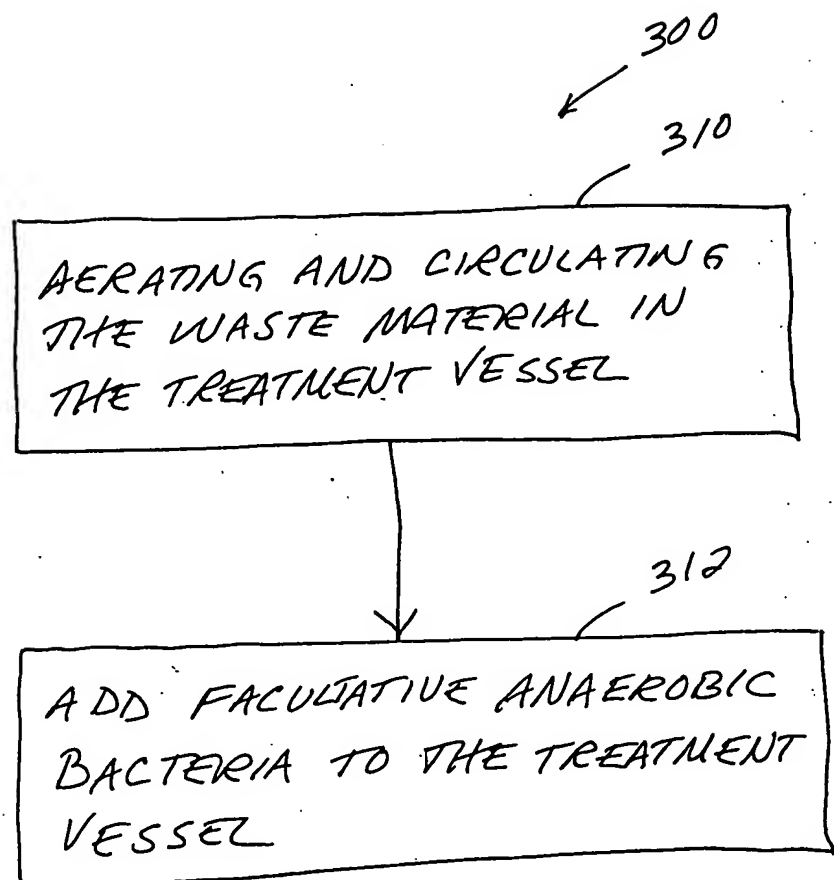 300
310
AERATING AND CIRCULATING
THE WASTE MATERIAL IN
THE TREATMENT VESSEL
312
ADD FACULTATIVE ANAEROBIC
BACTERIA TO THE TREATMENT
VESSEL